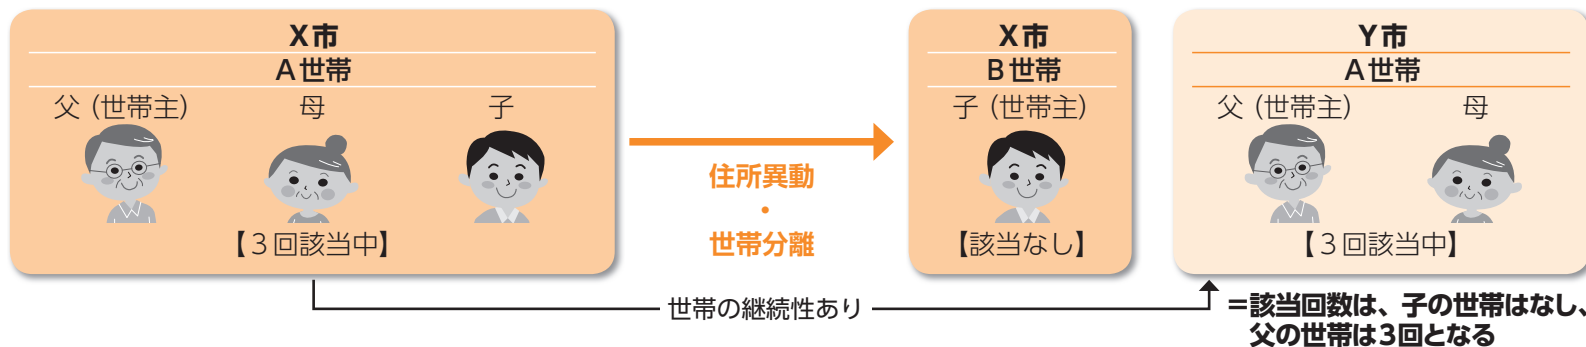 X市
A世帯
父（世帯主） 母 子
【３回該当中】
住所異動
・
世帯分離
X市
B世帯
子（世帯主）
【該当なし】
Y市
A世帯
父（世帯主） 母
【３回該当中】
世帯の継続性あり
＝該当回数は、子の世帯はなし、
父の世帯は３回となる